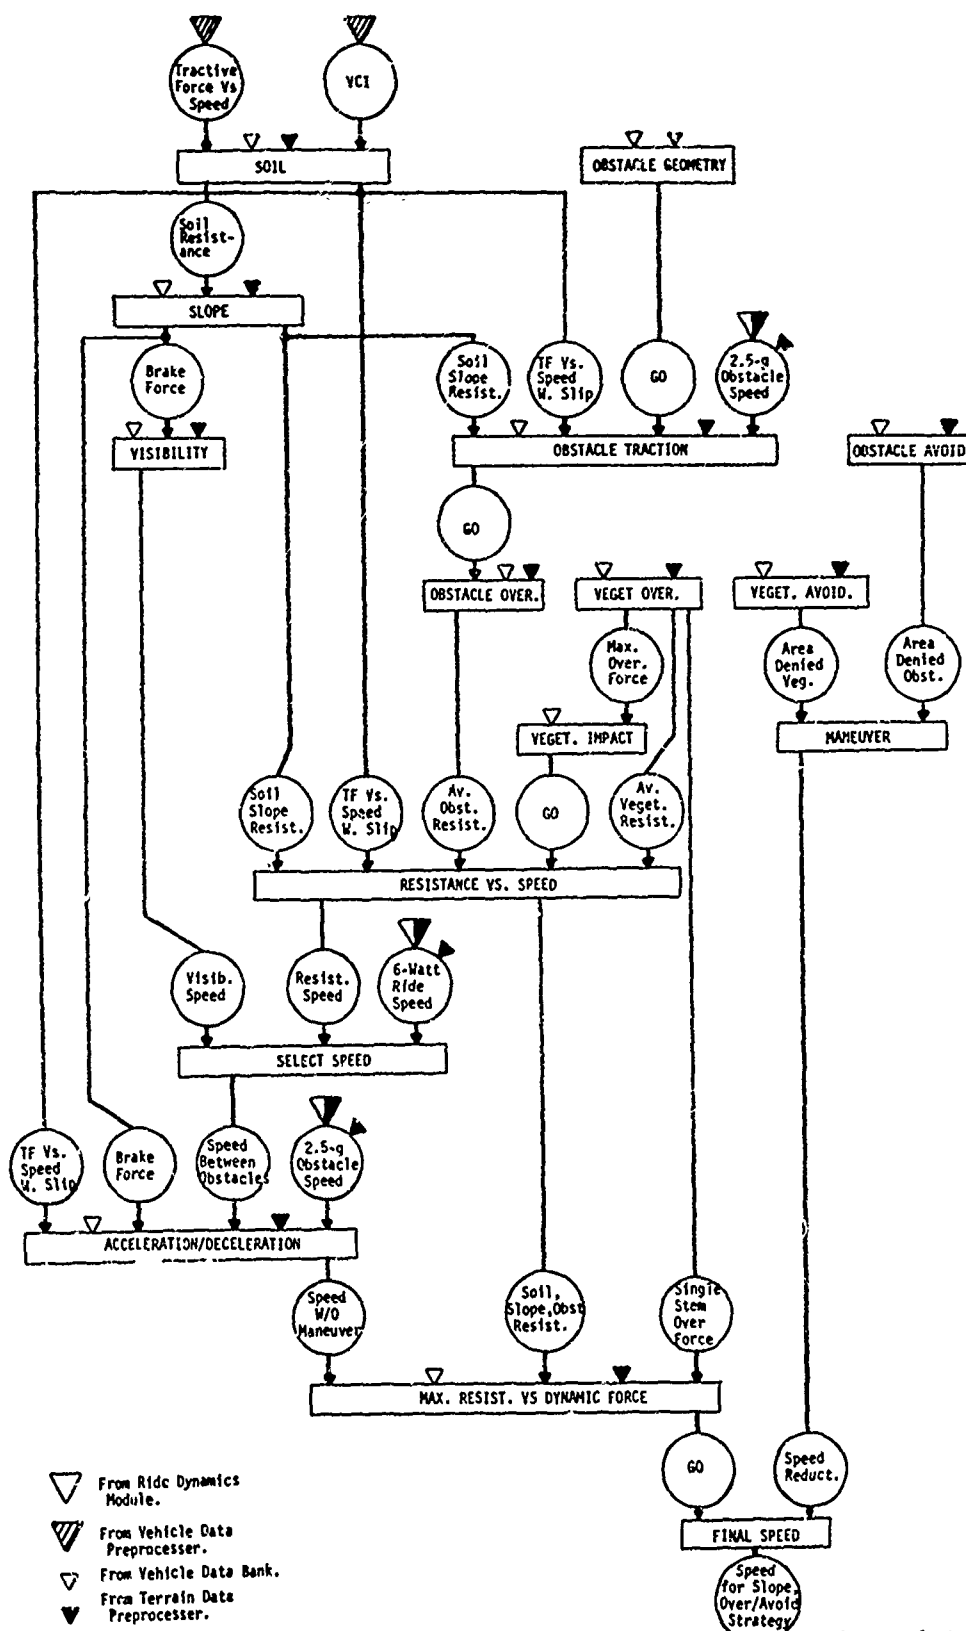 Tractive
Force Vs
Speed
VCI
SOIL
OBSTACLE GEOMETRY
Soil
Resist-
ance
SLOPE
Brake
Force
Soil
Slope
Resist.
TF Vs.
Speed
W. Slip
GO
2.5-g
Obstacle
Speed
VISIBILITY
OBSTACLE TRACTION
OBSTACLE AVOID
GO
OBSTACLE OVER.
VEGET OVER.
VEGET. AVOID.
Max.
Over.
Force
Area
Denied
Veg.
Area
Denied
Obst.
VEGET. IMPACT
MANEUVER
Soil
Slope
Resist.
TF Vs.
Speed
W. Slip
Av.
Obst.
Resist.
GO
Av.
Veget.
Resist.
RESISTANCE VS. SPEED
Visib.
Speed
Resist.
Speed
6-Watt
Ride
Speed
SELECT SPEED
TF Vs.
Speed
W. Slip
Brake
Force
Speed
Between
Obstacles
2.5-g
Obstacle
Speed
ACCELERATION/DECELERATION
Speed
W/O
Maneuver
Soil,
Slope,Obst
Resist.
Single
Stem
Over
Force
MAX. RESIST. VS DYNAMIC FORCE
GO
Speed
Reduct.
FINAL SPEED
Speed
for Slope,
Over/Avoid
Strategy
From Ride Dynamics
Module.
From Vehicle Data
Preprocesser.
From Vehicle Data Bank.
From Terrain Data
Preprocesser.